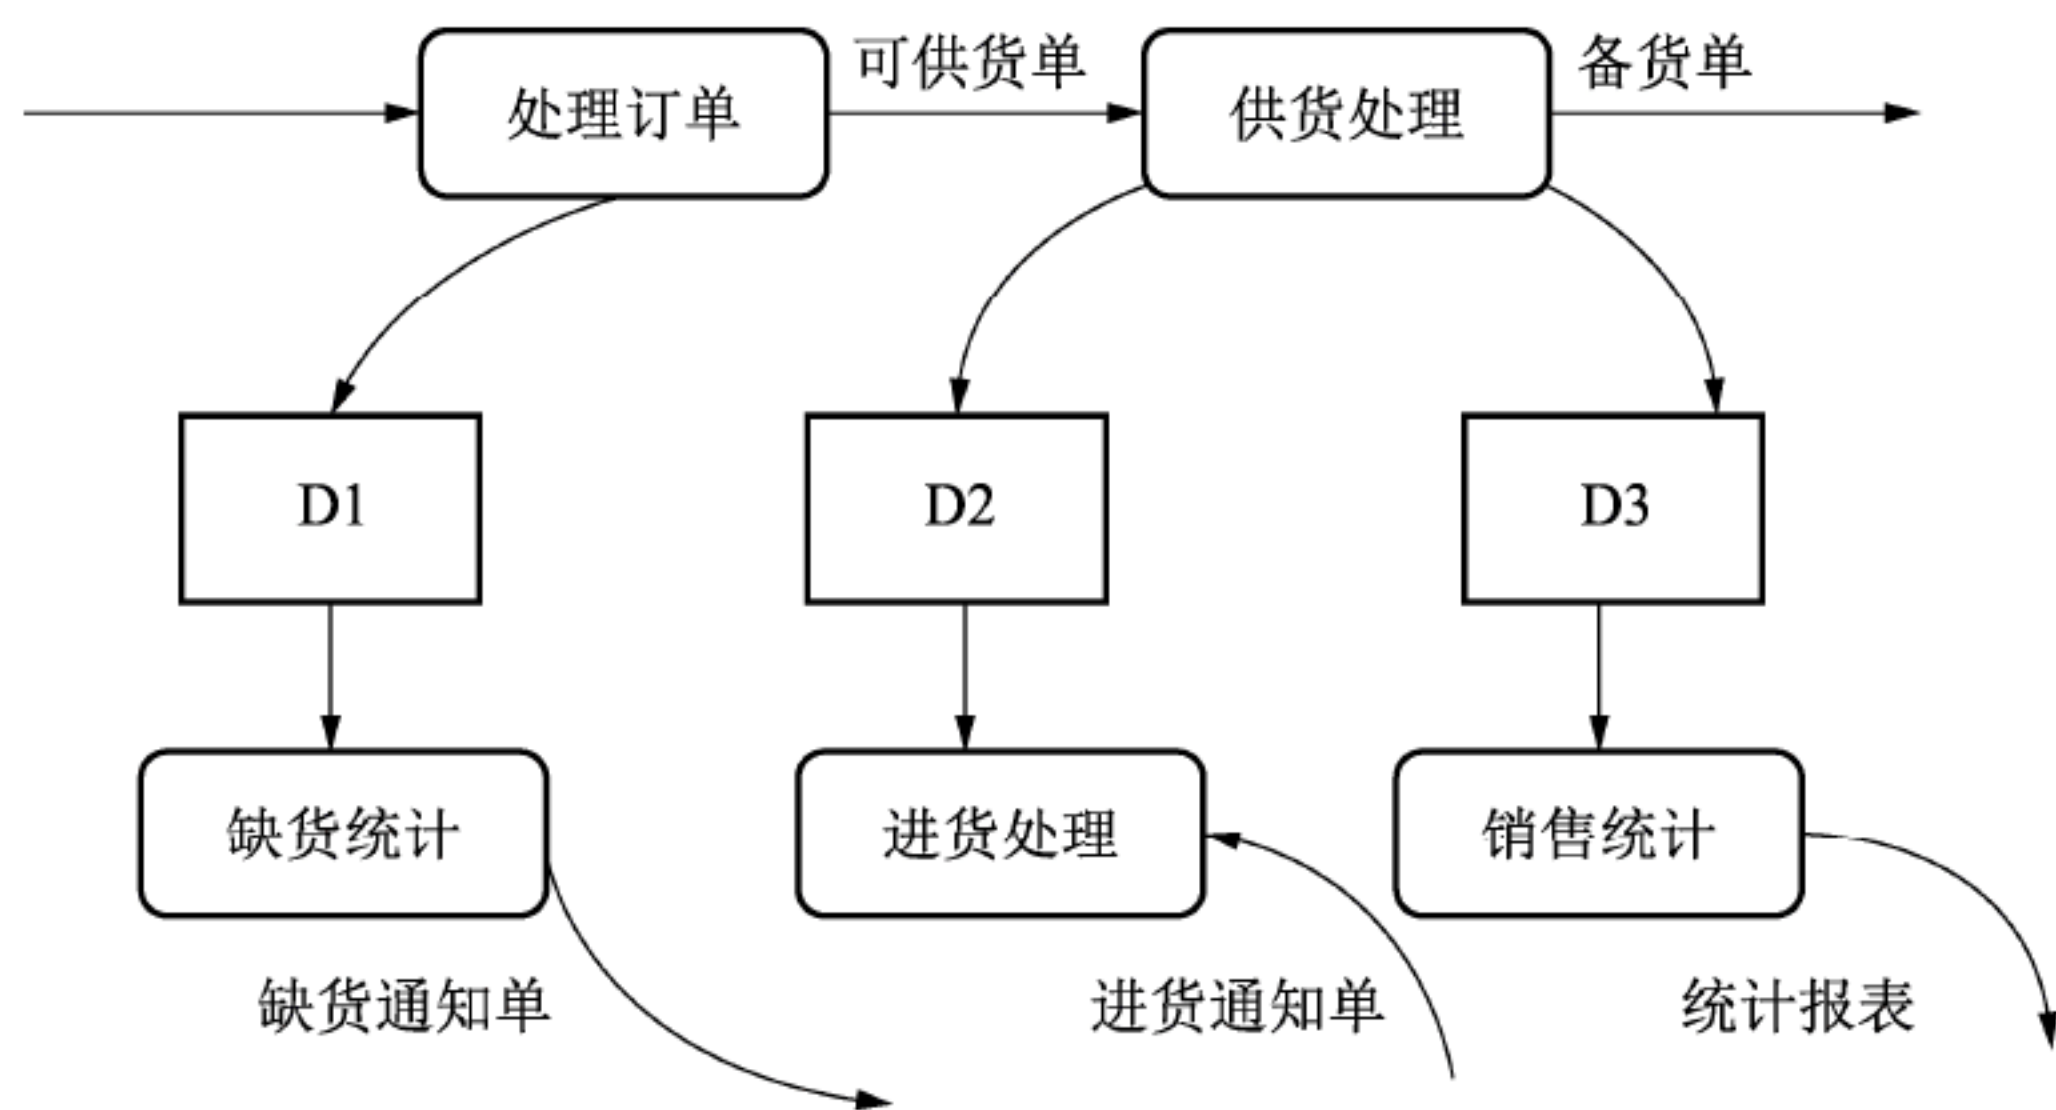 处理订单
可供货单
供货处理
备货单
D1
D2
D3
缺货统计
进货处理
销售统计
缺货通知单
进货通知单
统计报表